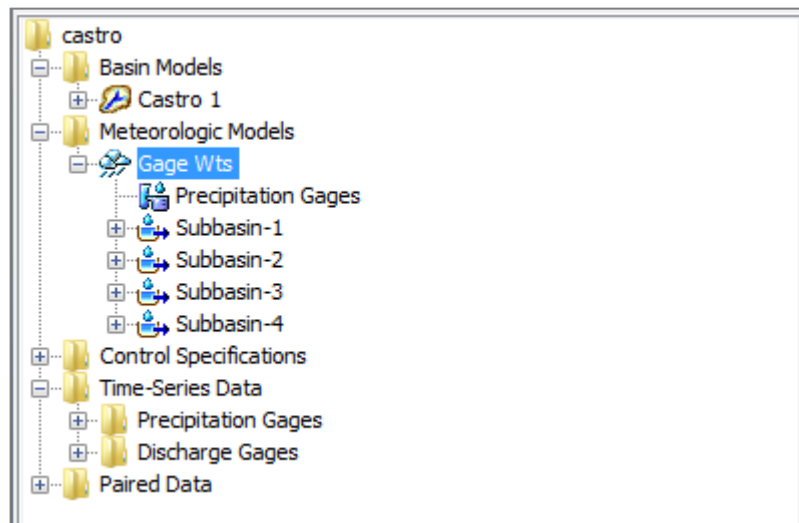 castro
Basin Models
Castro 1
Meteorologic Models
Gage Wts
Precipitation Gages
Subbasin-1
Subbasin-2
Subbasin-3
Subbasin-4
Control Specifications
Time-Series Data
Precipitation Gages
Discharge Gages
Paired Data